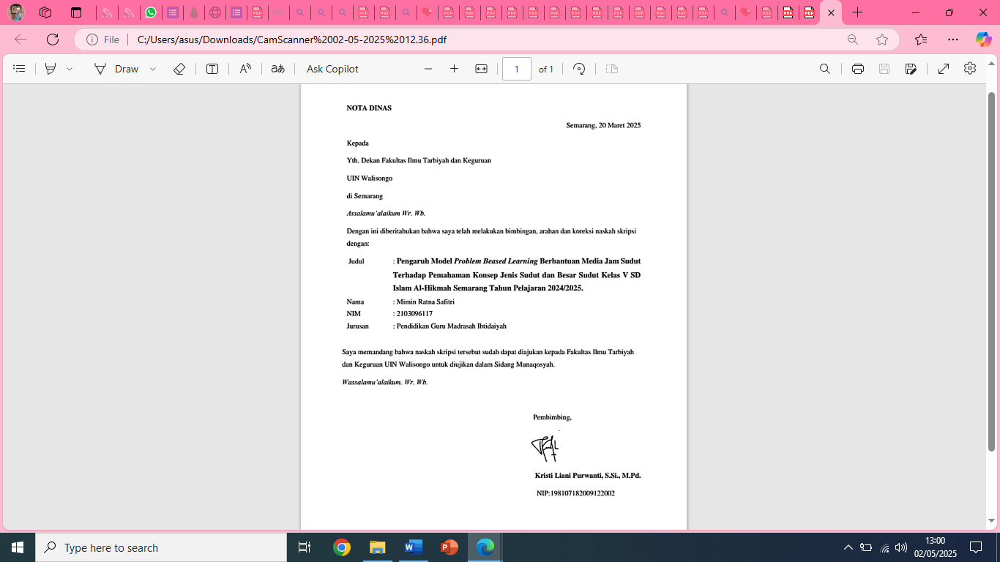 File
C:/Users/asus/Downloads/CamScanner%2002-05-2025%2012.36.pdf
Draw
Ask Copilot
1
of 1
NOTA DINAS
Semarang, 20 Maret 2025
Kepada
Yth. Dekan Fakultas Ilmu Tarbiyah dan Keguruan
UIN Walisongo
di Semarang
Assalamu’alaikum Wr. Wb.
Dengan ini diberitahukan bahwa saya telah melakukan bimbingan, arahan dan koreksi naskah skripsi
dengan:
Judul : Pengaruh Model Problem Beased Learning Berbantuan Media Jam Sudut
Terhadap Pemahaman Konsep Jenis Sudut dan Besar Sudut Kelas V SD
Islam Al-Hikmah Semarang Tahun Pelajaran 2024/2025.
Nama : Mimin Ratna Safitri
NIM : 2103096117
Jurusan : Pendidikan Guru Madrasah Ibtidaiyah
Saya memandang bahwa naskah skripsi tersebut sudah dapat diajukan kepada Fakultas Ilmu Tarbiyah
dan Keguruan UIN Walisongo untuk diujikan dalam Sidang Munaqosyah.
Wassalamu’alaikum. Wr. Wb.
Pembimbing,
Kristi Liani Purwanti, S.Si., M.Pd.
NIP:198107182009122002
Type here to search
13:00
02/05/2025